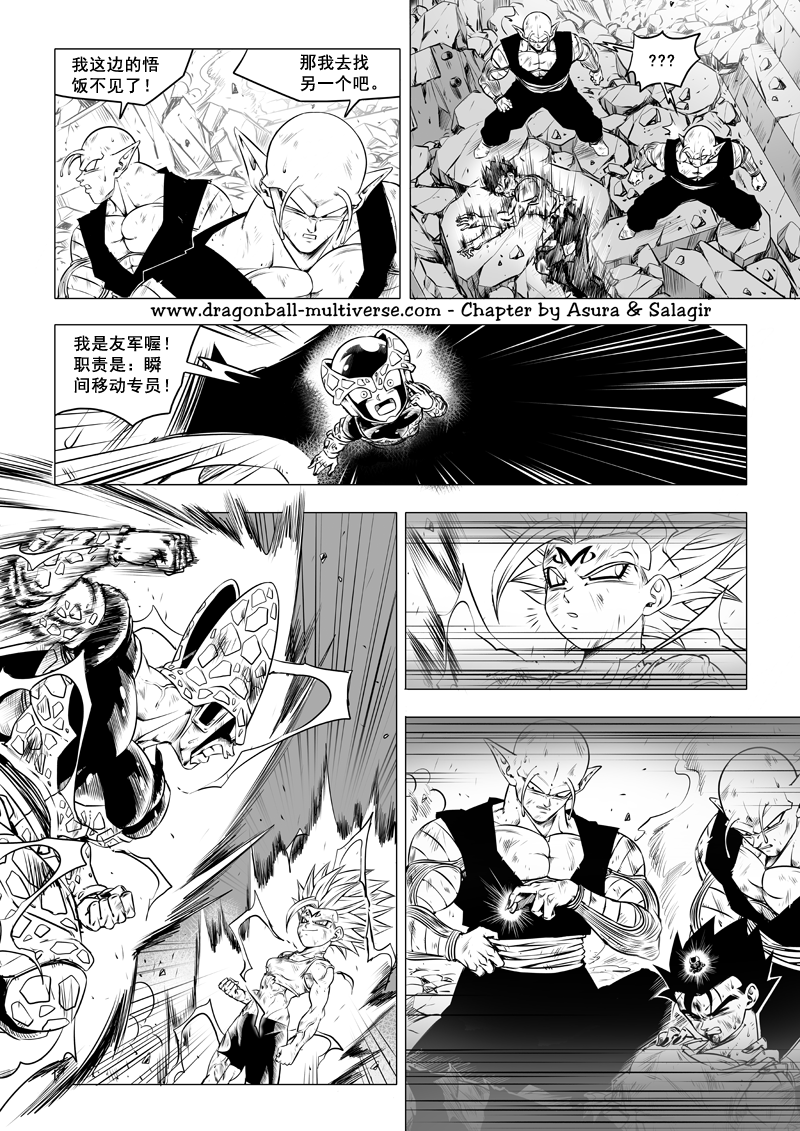 ???
我这边的悟
饭不见了！
那我去找
另一个吧。
www.dragonball-multiverse.com - Chapter by Asura & Salagir
我是友军喔！
职责是：瞬
间移动专员！